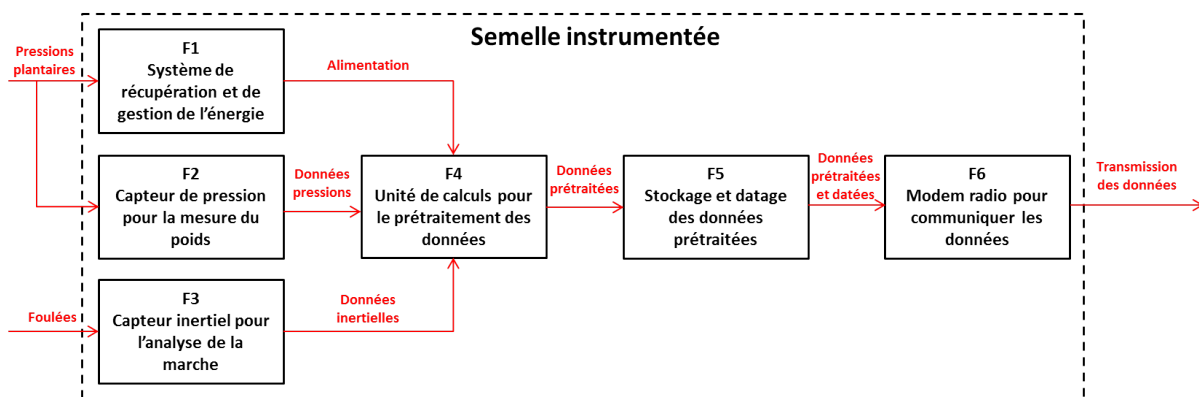 Semelle instrumentée
Pressions
plantaires
F1
Système de
récupération et de
gestion de l’énergie
Alimentation
F2
Capteur de pression
pour la mesure du
poids
Données
pressions
F4
Unité de calculs pour
le prétraitement des
données
Données
prétraitées
F5
Stockage et datage
des données
prétraitées
Données
prétraitées
et datées
F6
Modem radio pour
communiquer les
données
Transmission
des données
Foulées
F3
Capteur inertiel pour
l’analyse de la
marche
Données
inertielles